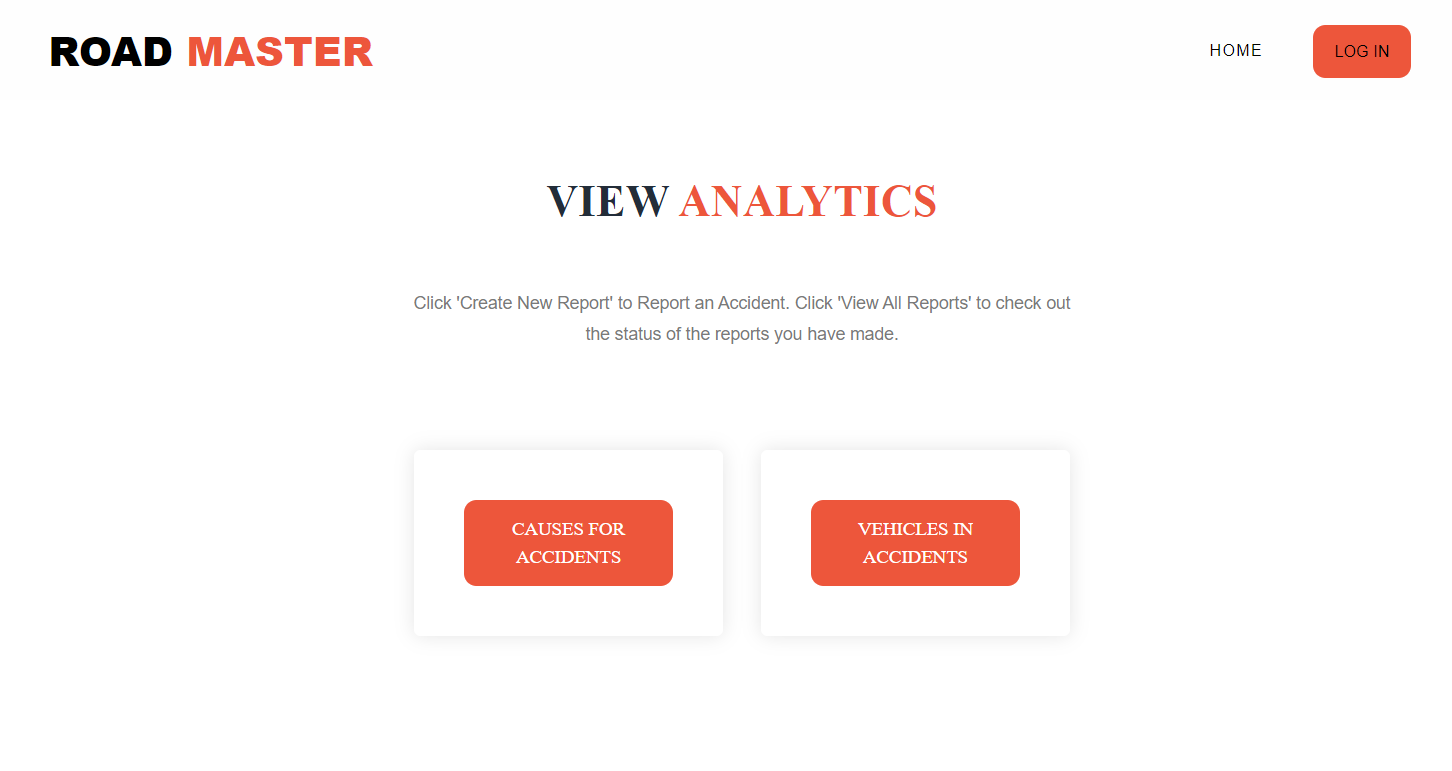 ROAD MASTER
HOME
LOG IN
VIEW ANALYTICS
Click 'Create New Report' to Report an Accident. Click 'View All Reports' to check out
the status of the reports you have made.
CAUSES FOR
ACCIDENTS
VEHICLES IN
ACCIDENTS